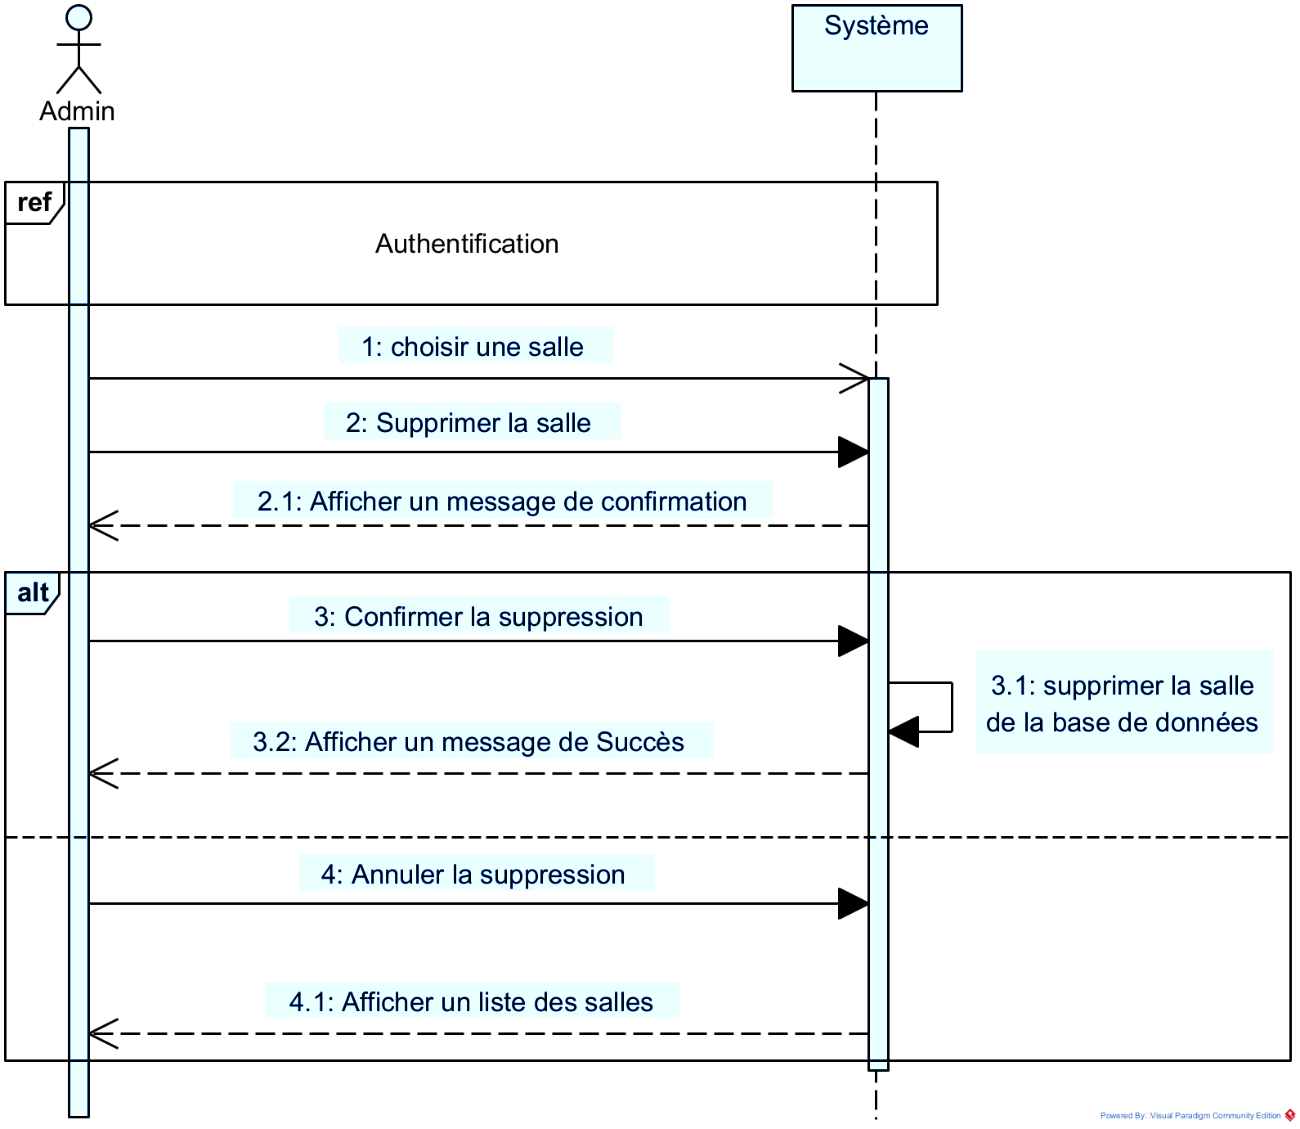 Admin
Système
ref
Authentification
1: choisir une salle
2: Supprimer la salle
2.1: Afficher un message de confirmation
alt
3: Confirmer la suppression
3.1: supprimer la salle
de la base de données
3.2: Afficher un message de Succès
4: Annuler la suppression
4.1: Afficher un liste des salles
Powered By  Visual Paradigm Community Edition